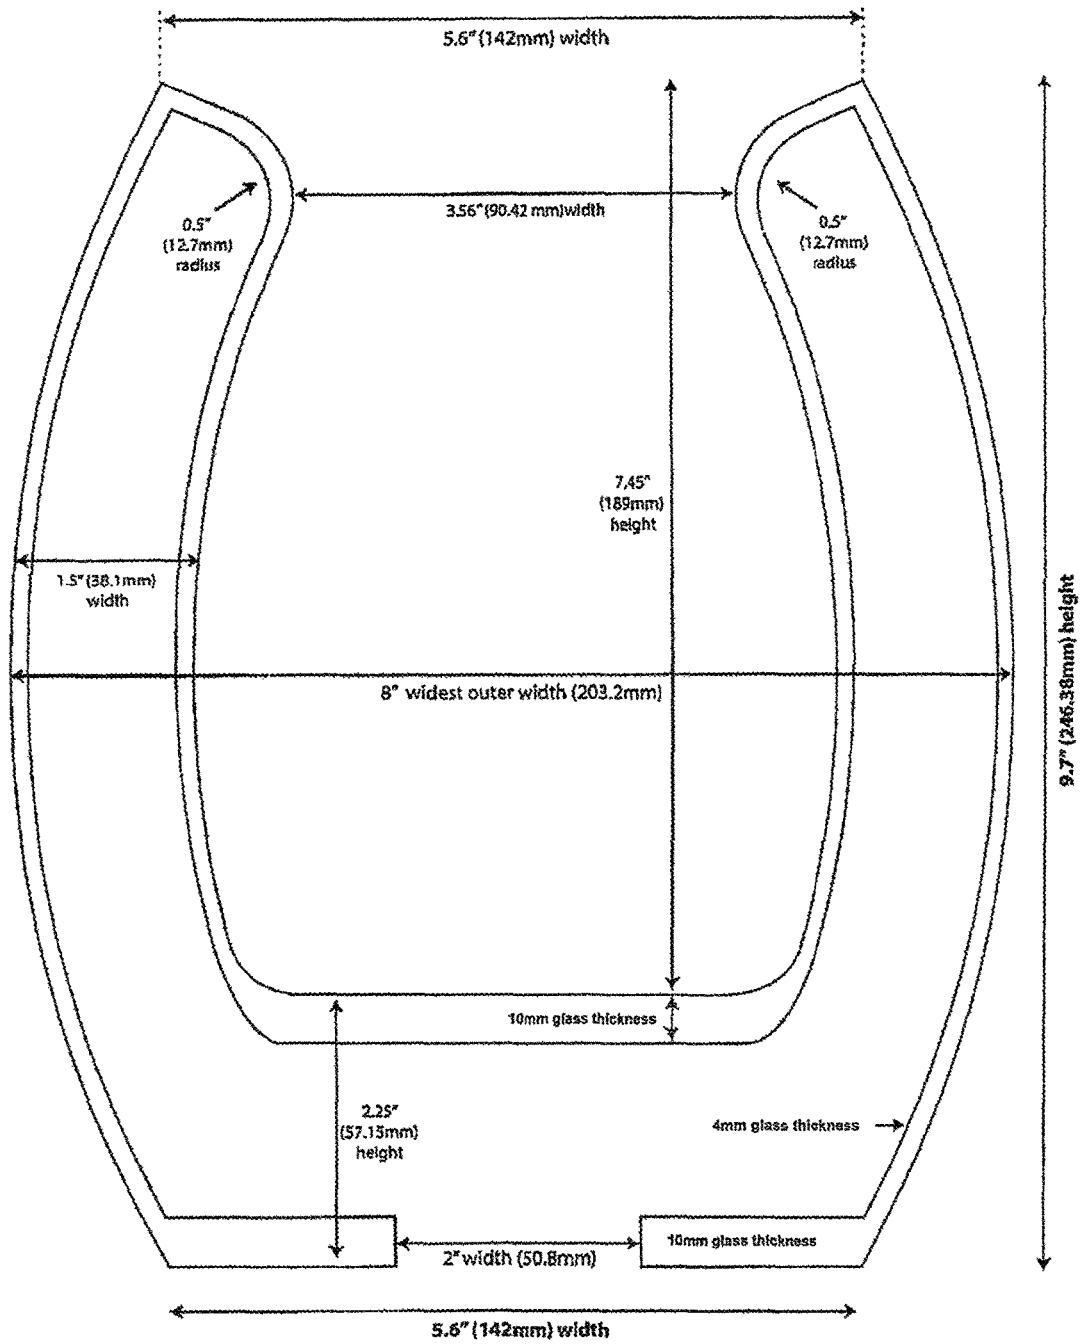 5.6" (142mm) width
3.56" (90.42 mm)width
0.5"
(12.7mm)
radius
0.5"
(12.7mm)
radius
7.45"
(189mm)
height
1.5" (38.1mm)
width
8" widest outer width (203.2mm)
9.7" (246.38mm) height
10mm glass thickness
2.25"
(57.15mm)
height
4mm glass thickness
10mm glass thickness
2" width (50.8mm)
5.6" (142mm) width